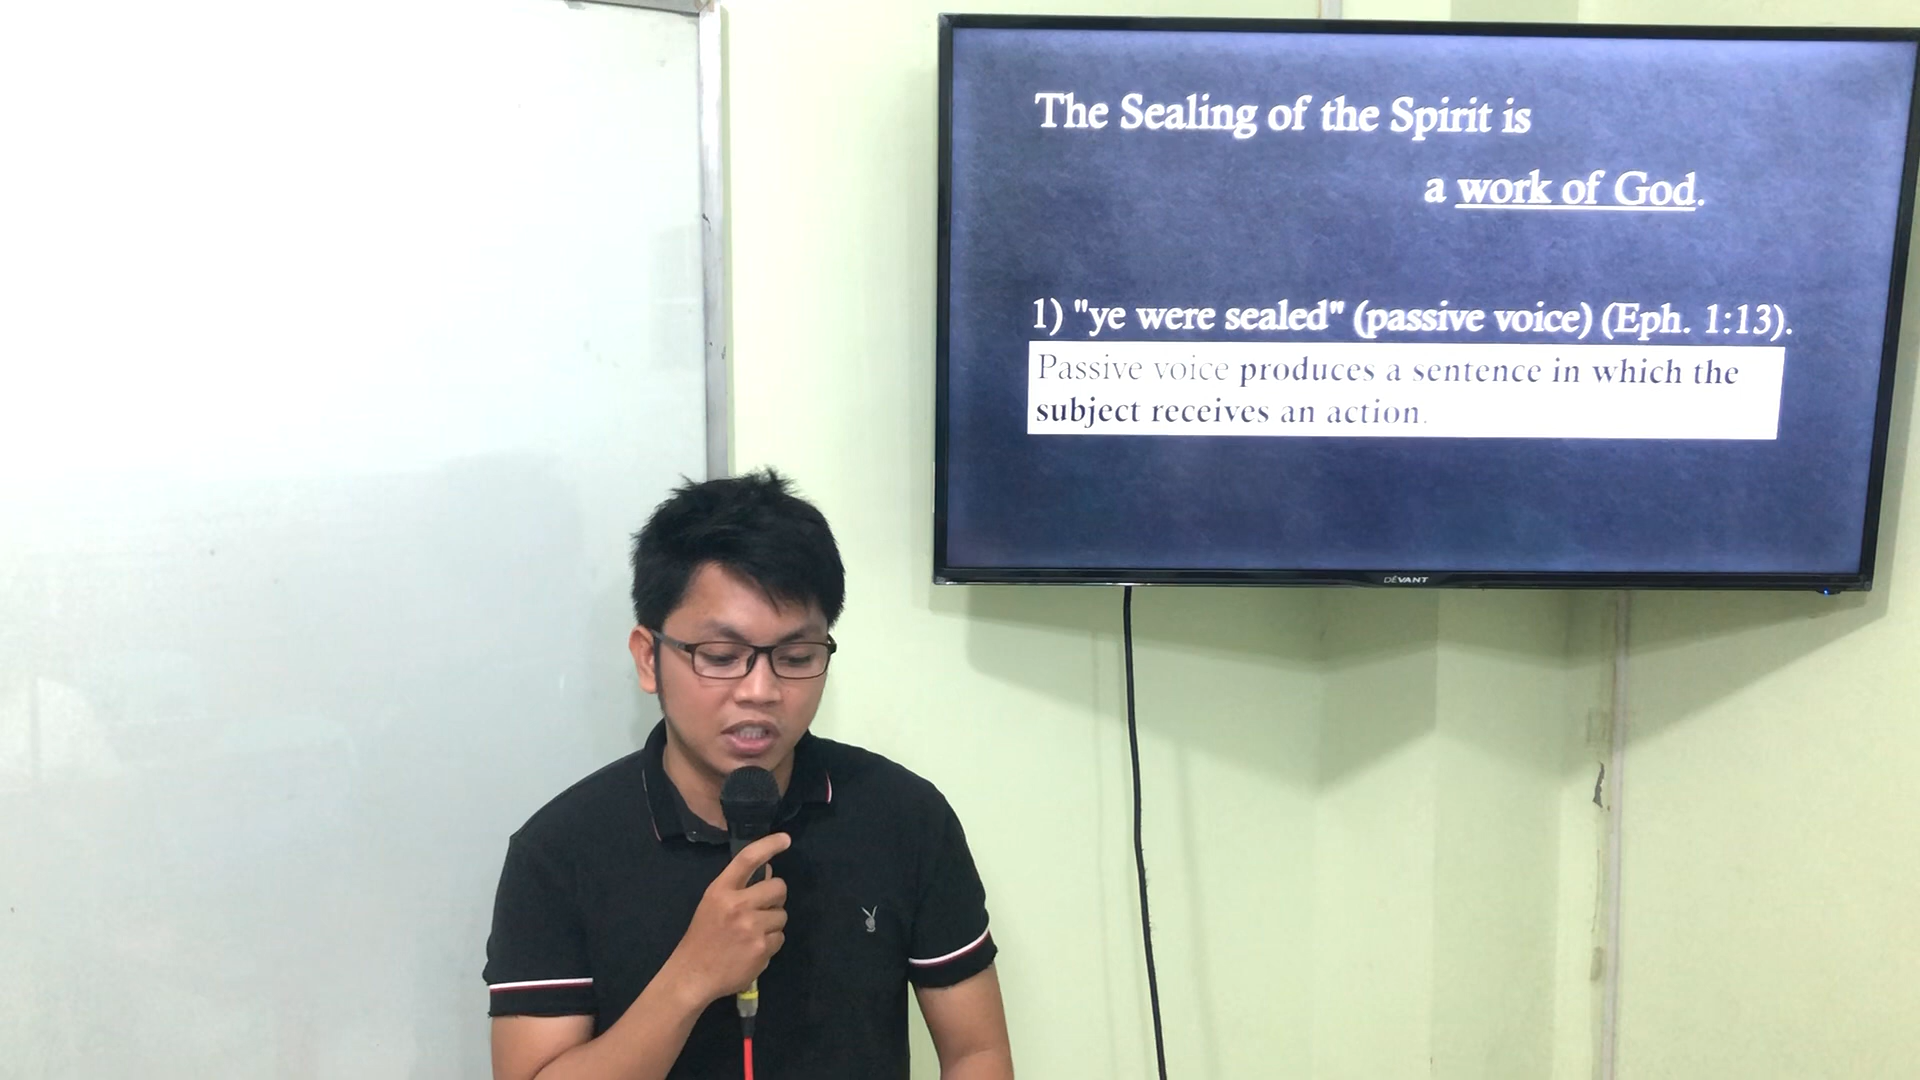 The Sealing of the Spirit is
a work of God.
1) "ye were sealed" (passive voice) (Eph. 1:13).
Passive voice produces a sentence in which the
subject receives an action.
DEVANT